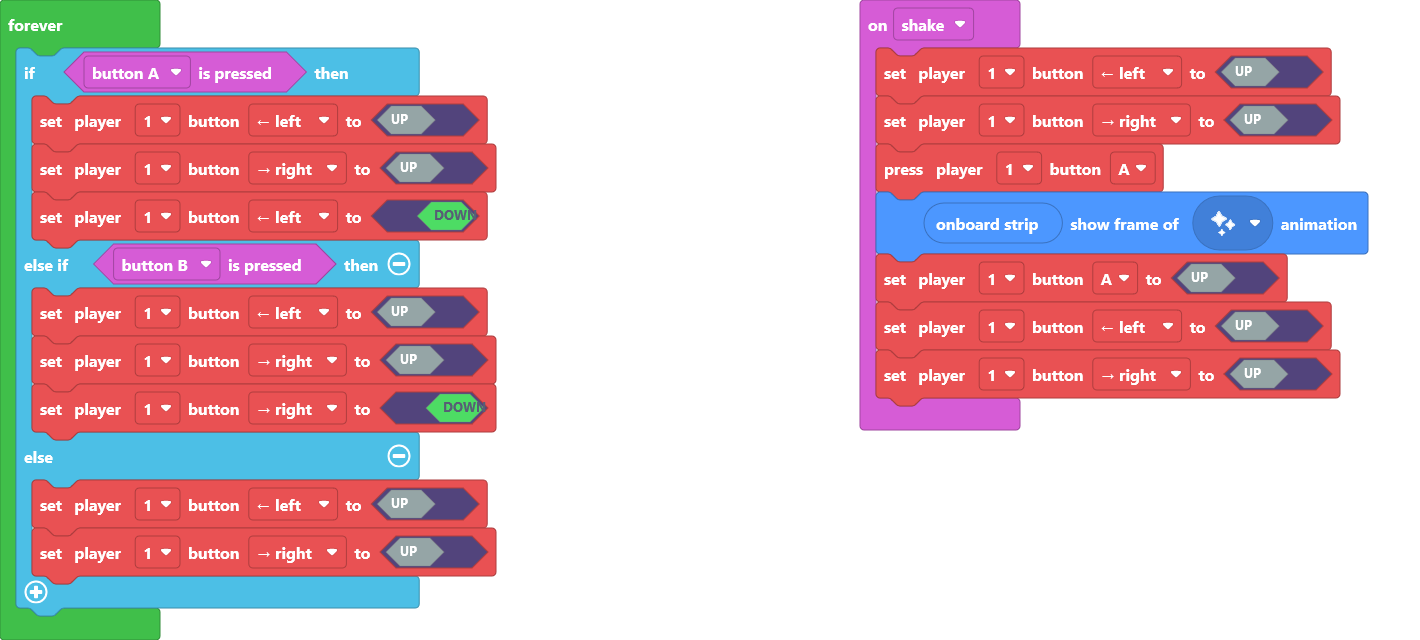 forever
if button A is pressed then
set player 1 button ← left to UP
set player 1 button → right to UP
set player 1 button ← left to DOWN
else if button B is pressed then
set player 1 button ← left to UP
set player 1 button → right to UP
set player 1 button → right to DOWN
else
set player 1 button ← left to UP
set player 1 button → right to UP
on shake
set player 1 button ← left to UP
set player 1 button → right to UP
press player 1 button A
onboard strip show frame of animation
set player 1 button A to UP
set player 1 button ← left to UP
set player 1 button → right to UP